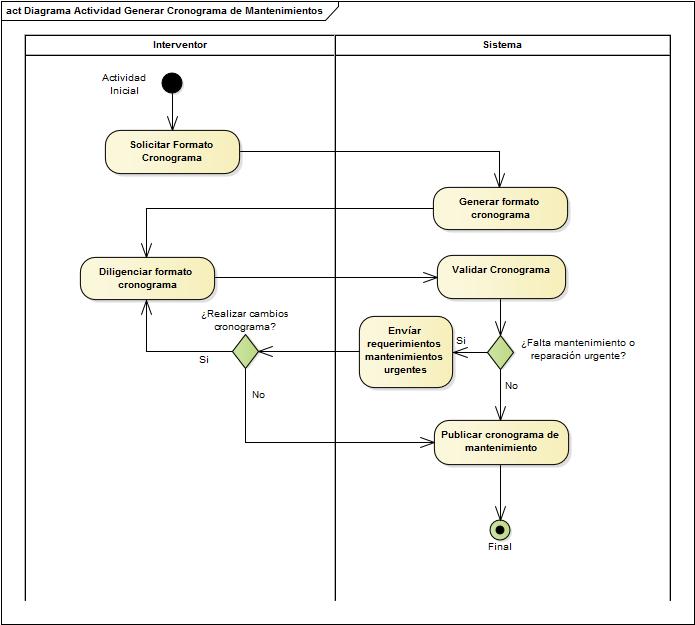 act Diagrama Actividad Generar Cronograma de Mantenimientos
Interventor
Sistema
Actividad
Inicial
Solicitar Formato
Cronograma
Generar formato
cronograma
Diligenciar formato
cronograma
Validar Cronograma
¿Realizar cambios
cronograma?
Envíar
requerimientos
mantenimientos
urgentes
Si
¿Falta mantenimiento o
reparación urgente?
Si
No
No
Publicar cronograma de
mantenimiento
Final